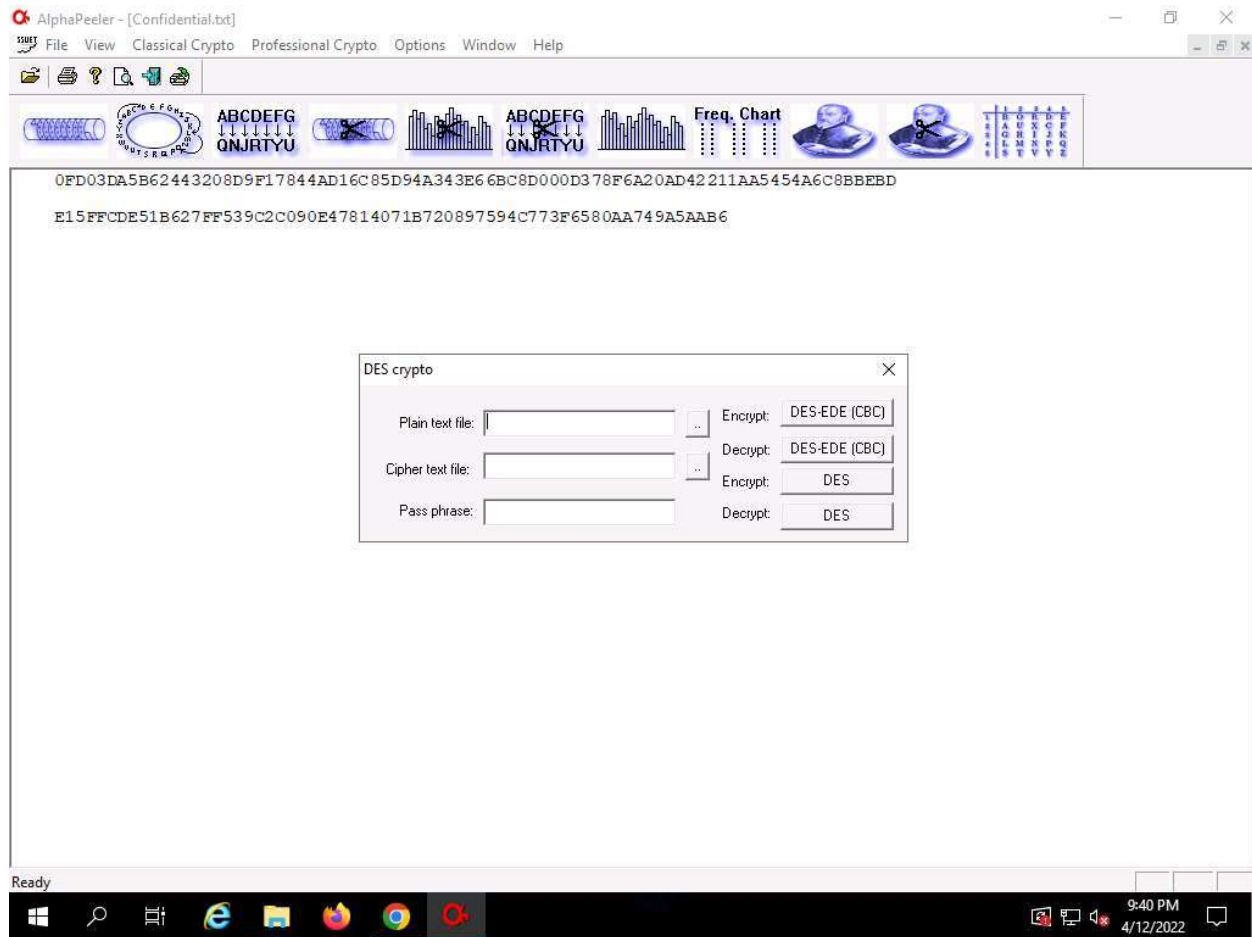 AlphaPeeler - [Confidential.txt]
SSUET File View Classical Crypto Professional Crypto Options Window Help
ABCDEFG
QNJRTYU
ABCDEFG
QNJRTYU
Freq. Chart
0FD03DA5B62443208D9F17844AD16C85D94A343E66BC8D000D378F6A20AD42211AA5454A6C8BBEBD
E15FFCDE51B627FF539C2C090E47814071B720897594C773F6580AA749A5AAB6
DES crypto
Plain text file: .. Encrypt: DES-EDE (CBC)
Decrypt: DES-EDE (CBC)
Cipher text file: ..
Encrypt: DES
Pass phrase: Decrypt: DES
Ready
9:40 PM
4/12/2022